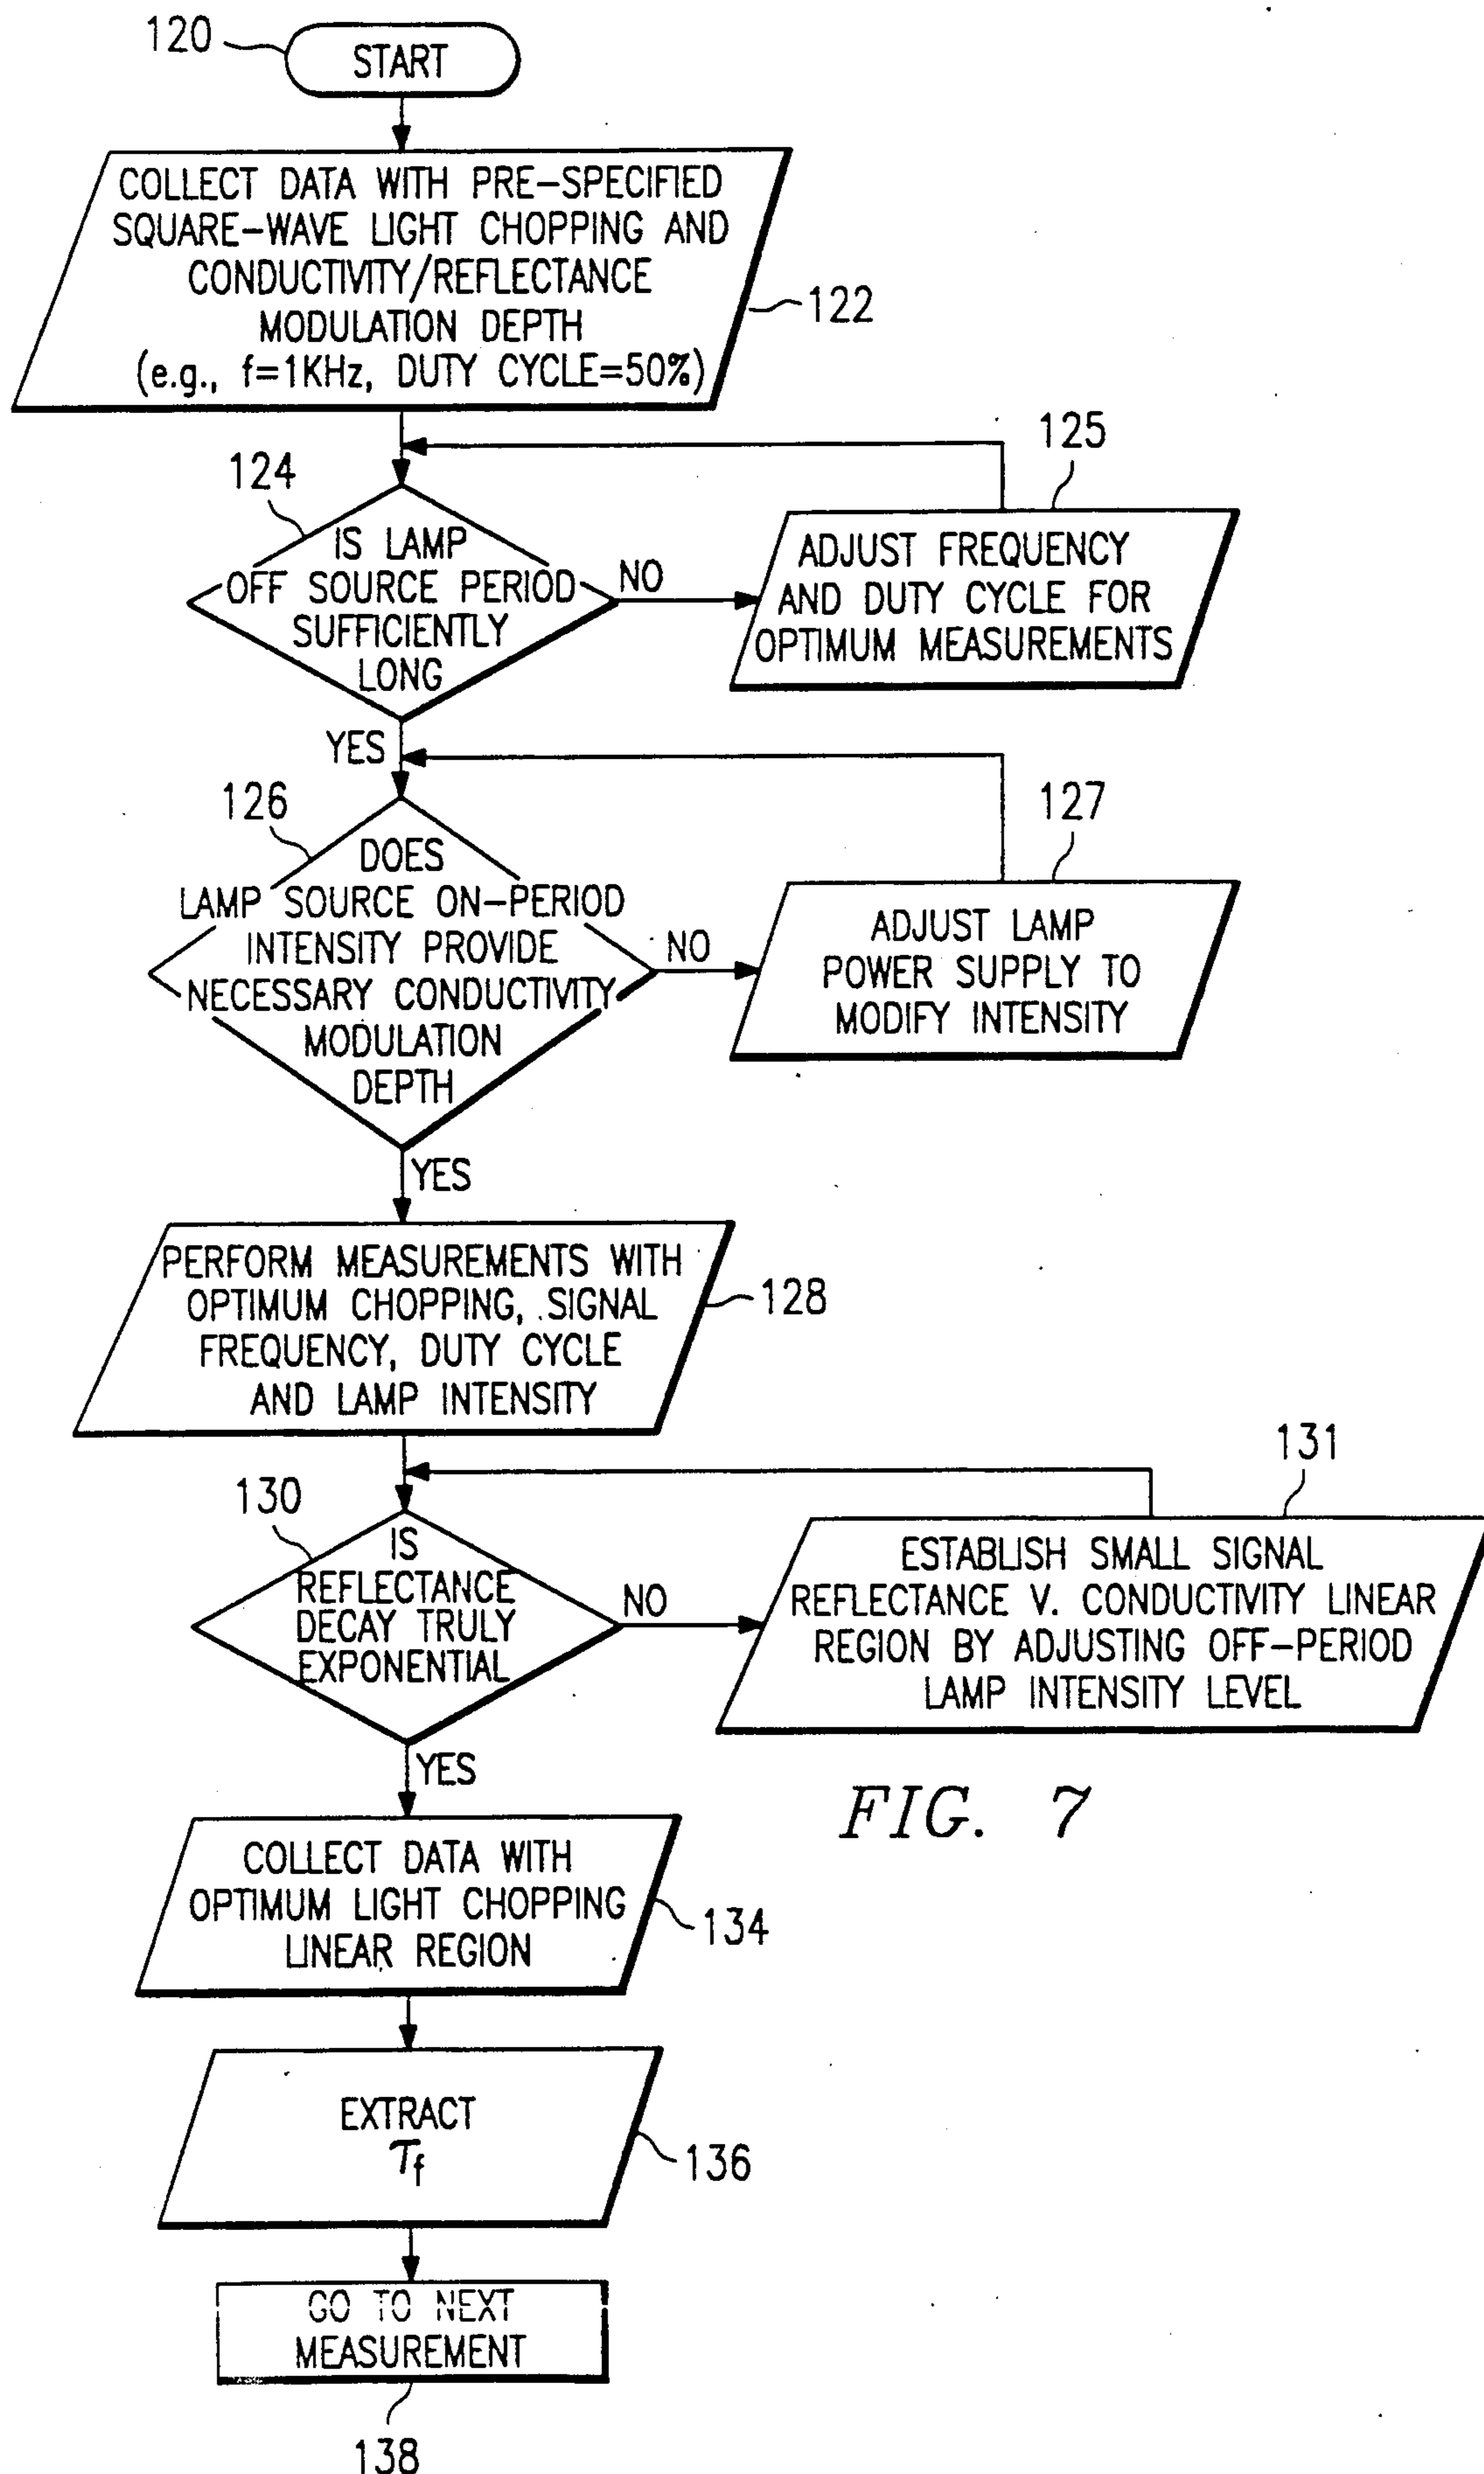 120
START
COLLECT DATA WITH PRE-SPECIFIED
SQUARE-WAVE LIGHT CHOPPING AND
CONDUCTIVITY/REFLECTANCE
MODULATION DEPTH
(e.g., f=1KHz, DUTY CYCLE=50%)
122
124
IS LAMP
OFF SOURCE PERIOD
SUFFICIENTLY
LONG
NO
125
ADJUST FREQUENCY
AND DUTY CYCLE FOR
OPTIMUM MEASUREMENTS
YES
126
DOES
LAMP SOURCE ON-PERIOD
INTENSITY PROVIDE
NECESSARY CONDUCTIVITY
MODULATION
DEPTH
NO
127
ADJUST LAMP
POWER SUPPLY TO
MODIFY INTENSITY
YES
PERFORM MEASUREMENTS WITH
OPTIMUM CHOPPING, SIGNAL
FREQUENCY, DUTY CYCLE
AND LAMP INTENSITY
128
130
IS
REFLECTANCE
DECAY TRULY
EXPONENTIAL
NO
131
ESTABLISH SMALL SIGNAL
REFLECTANCE V. CONDUCTIVITY LINEAR
REGION BY ADJUSTING OFF-PERIOD
LAMP INTENSITY LEVEL
YES
FIG. 7
COLLECT DATA WITH
OPTIMUM LIGHT CHOPPING
LINEAR REGION
134
EXTRACT
τf
136
GO TO NEXT
MEASUREMENT
138